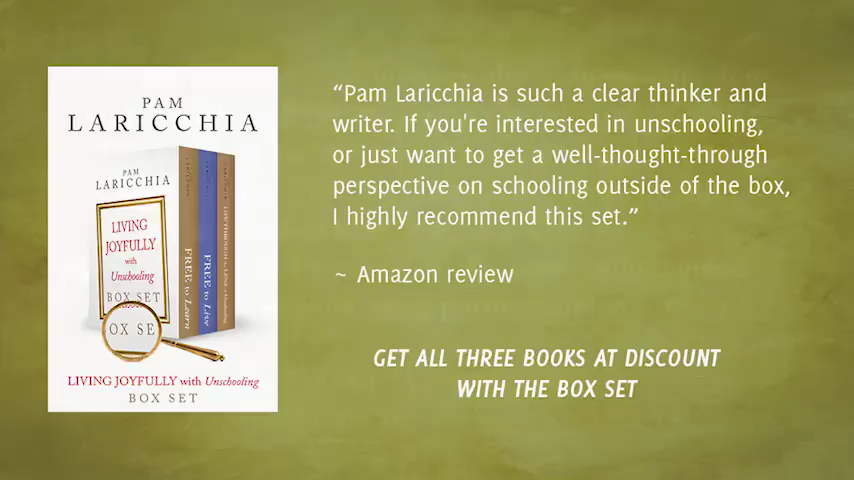 PAM
LARICCHIA
PAM
LARICCHIA
LIVING
JOYFULLY
with
Unschooling
BOX SET
OX SE
FREE to Learn
FREE to Live
LIVING JOYFULLY with Unschooling
BOX SET
“Pam Laricchia is such a clear thinker and
writer. If you're interested in unschooling,
or just want to get a well-thought-through
perspective on schooling outside of the box,
I highly recommend this set.”
~ Amazon review
GET ALL THREE BOOKS AT DISCOUNT
WITH THE BOX SET